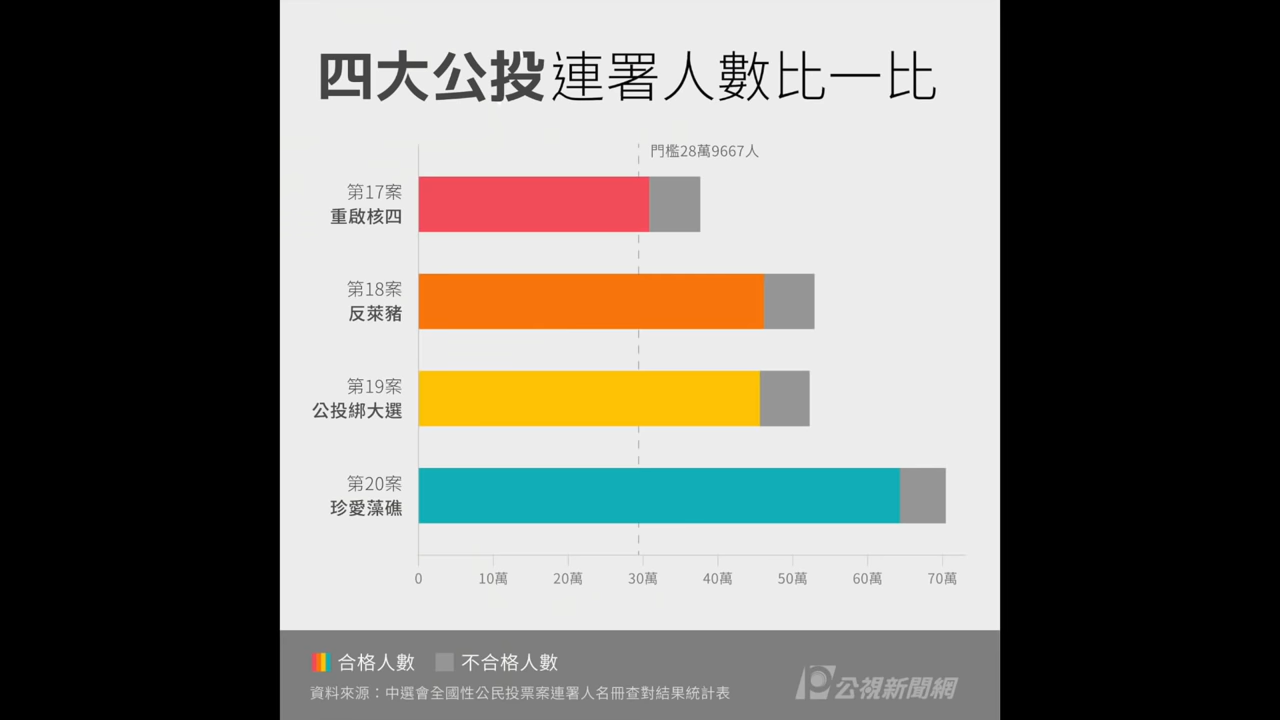 四大公投連署人數比一比
門檻28萬9667人
第17案
重啟核四
第18案
反萊豬
第19案
公投綁大選
第20案
珍愛藻礁
0 10萬 20萬 30萬 40萬 50萬 60萬 70萬
合格人數 不合格人數
資料來源：中選會全國性公民投票案連署人名冊查對結果統計表
公視新聞網